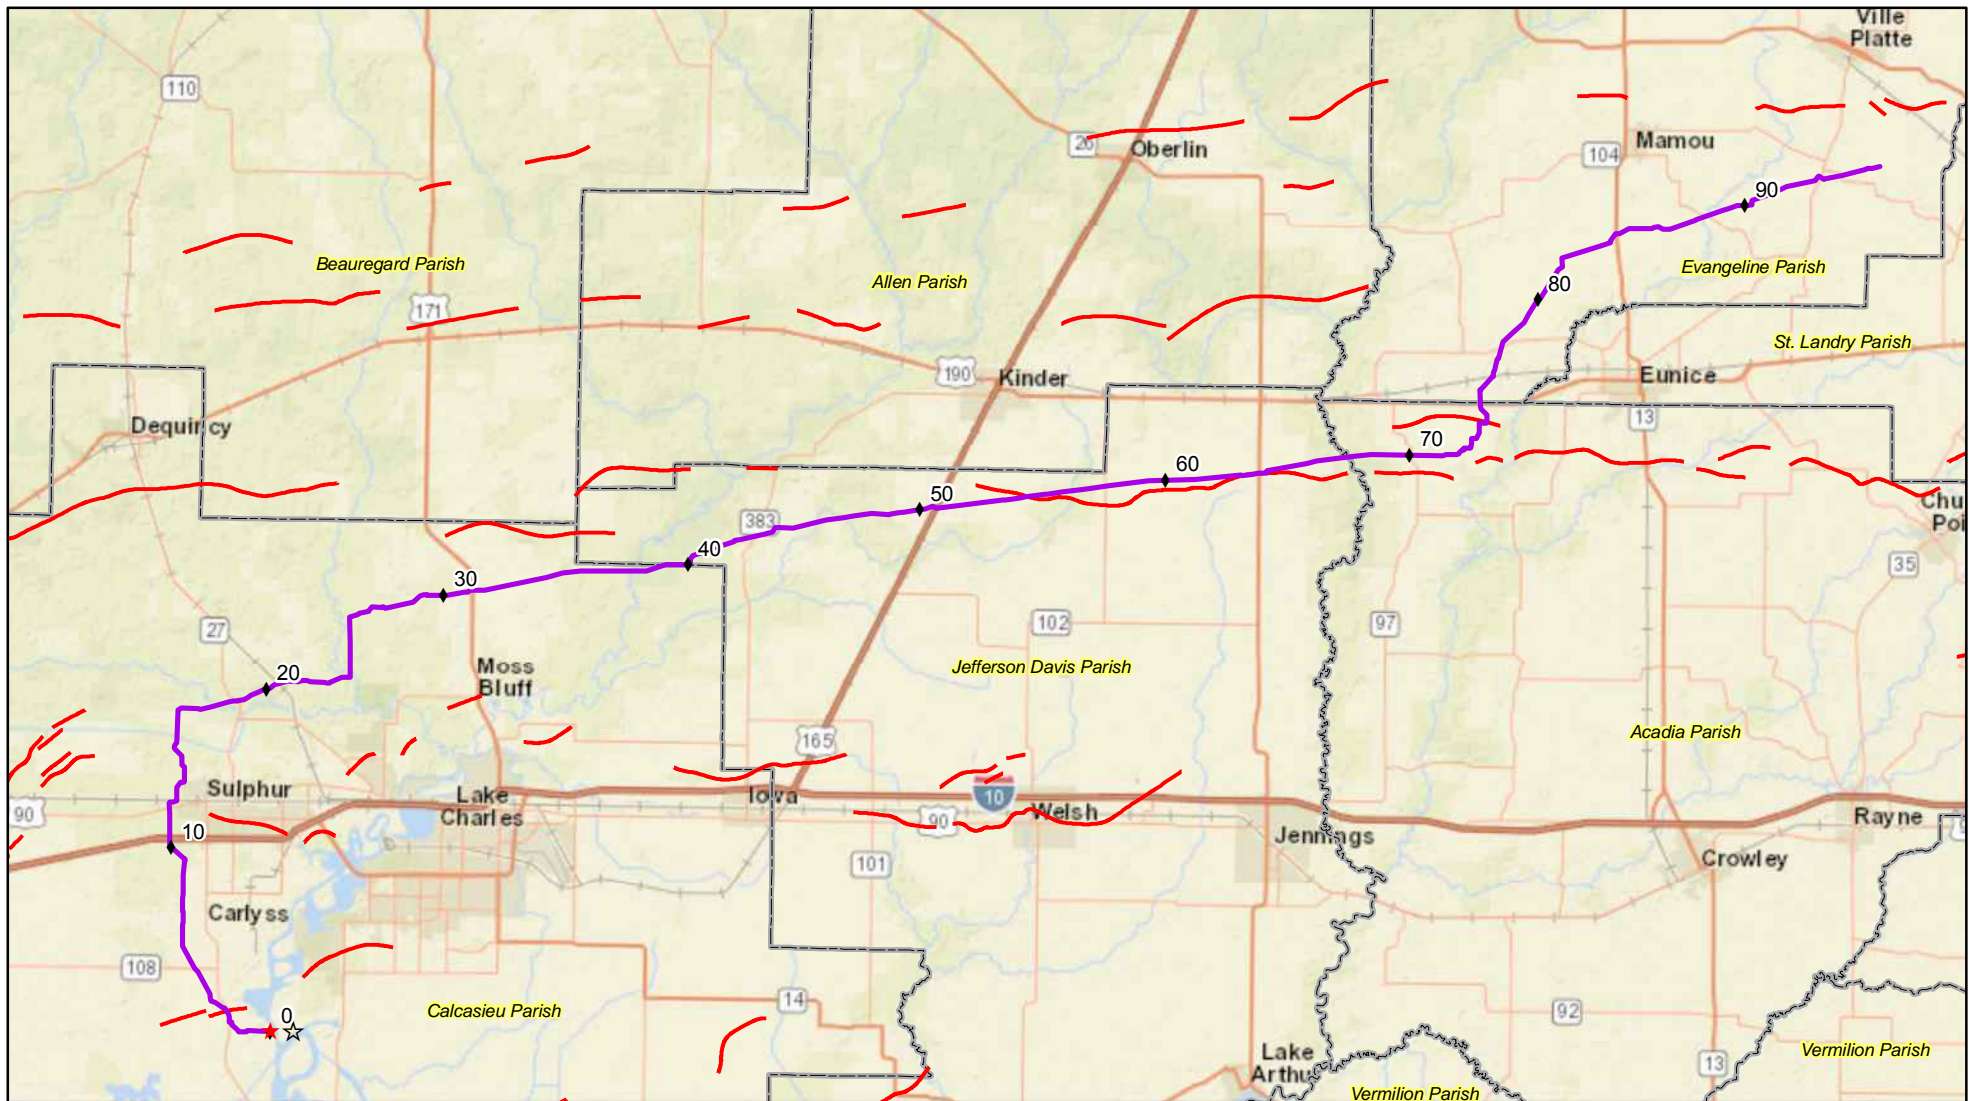 Ville
Platte
110
26
Oberlin
104
Mamou
90
Beauregard Parish
Allen Parish
Evangeline Parish
80
171
St. Landry Parish
190
Kinder
Eunice
Dequincy
13
70
60
50
383
Chu
Poi
40
35
30
27
102
97
Moss
Bluff
20
Jefferson Davis Parish
165
Acadia Parish
Sulphur
Lake
Charles
Iowa
10
Welsh
90
90
Rayne
10
Jennings
101
Crowley
Carlyss
108
14
0
Calcasieu Parish
92
Lake
Arthu
13
Vermilion Parish
Vermilion Parish